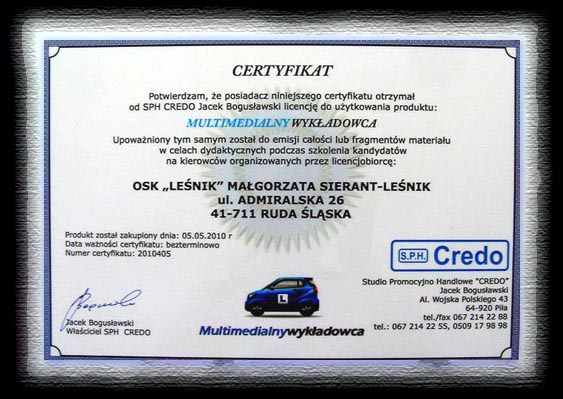 CERTYFIKAT
Potwierdzam, że posiadacz niniejszego certyfikatu otrzymał
od SPH CREDO Jacek Bogusławski licencję do użytkowania produktu:
MULTIMEDIALNY WYKŁADOWCA
Upoważniony tym samym został do emisji całości lub fragmentów materiału
w celach dydaktycznych podczas szkolenia kandydatów
na kierowców organizowanych przez licencjobiorcę:
OSK „LEŚNIK” MAŁGORZATA SIERANT-LEŚNIK
ul. ADMIRALSKA 26
41-711 RUDA ŚLĄSKA
Produkt został zakupiony dnia: 05.05.2010 r
Data ważności certyfikatu: bezterminowo
Numer certyfikatu: 2010405
S.P.H. Credo
Studio Promocyjno Handlowe "CREDO"
Jacek Bogusławski
Al. Wojska Polskiego 43
64-920 Piła
tel./fax 067 214 22 88
tel.: 067 214 22 55, 0509 17 98 98
Jacek Bogusławski
Właściciel SPH CREDO
L
Multimedialnywykładowca